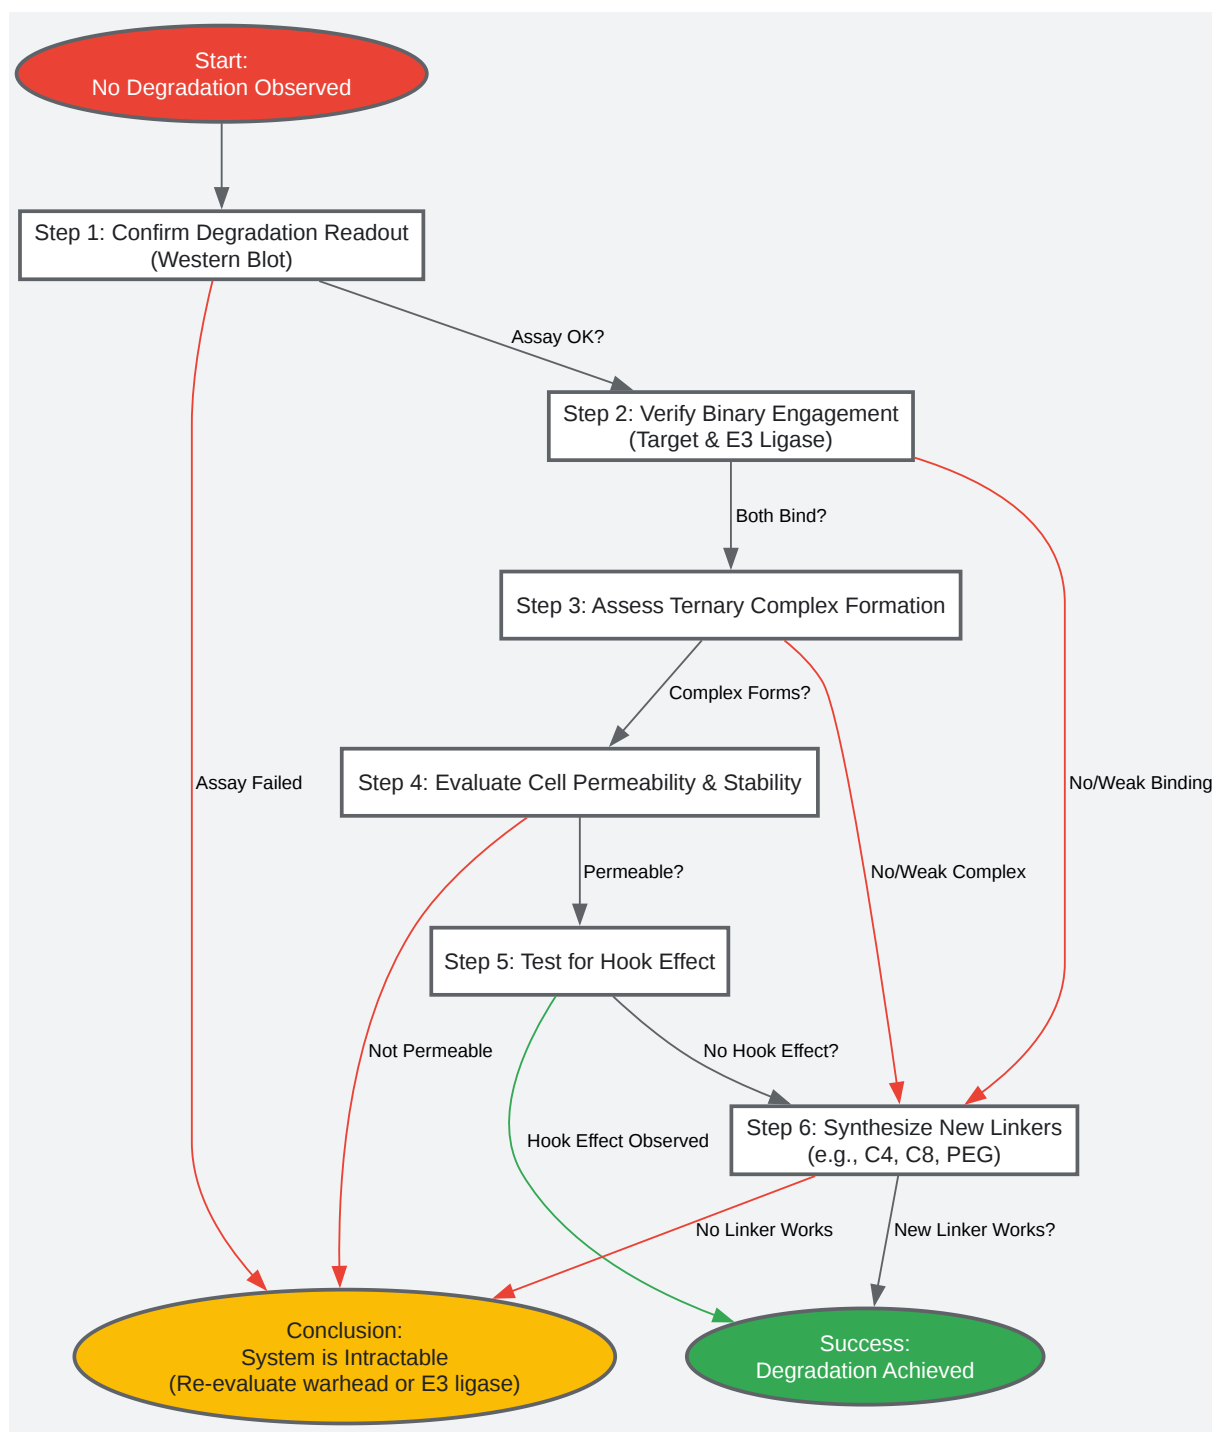 Start:
No Degradation Observed
Step 1: Confirm Degradation Readout
(Western Blot)
Assay OK?
Step 2: Verify Binary Engagement
(Target & E3 Ligase)
Both Bind?
Step 3: Assess Ternary Complex Formation
Complex Forms?
Step 4: Evaluate Cell Permeability & Stability
Assay Failed
No/Weak Binding
Permeable?
No/Weak Complex
Step 5: Test for Hook Effect
Not Permeable
No Hook Effect?
Step 6: Synthesize New Linkers
(e.g., C4, C8, PEG)
Hook Effect Observed
No Linker Works
New Linker Works?
Conclusion:
System is Intractable
(Re-evaluate warhead or E3 ligase)
Success:
Degradation Achieved